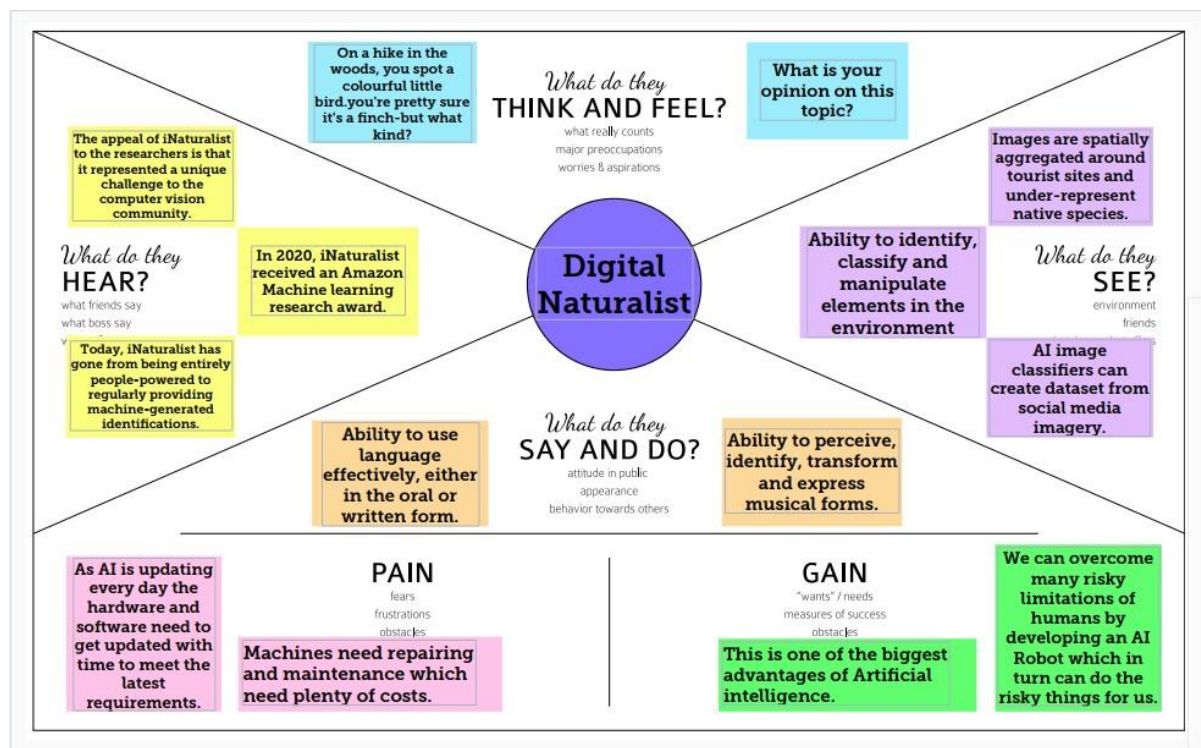 On a hike in the
woods, you spot a
colourful little
bird.you're pretty sure
it's a finch-but what
kind?
What do they
THINK AND FEEL?
what really counts
major preoccupations
worries & aspirations
What is your
opinion on this
topic?
The appeal of iNaturalist
to the researchers is that
it represented a unique
challenge to the
computer vision
community.
What do they
HEAR?
what friends say
what boss say
In 2020, iNaturalist
received an Amazon
Machine learning
research award.
Today, iNaturalist has
gone from being entirely
people-powered to
regularly providing
machine-generated
identifications.
Digital
Naturalist
Images are spatially
aggregated around
tourist sites and
under-represent
native species.
Ability to identify,
classify and
manipulate
elements in the
environment
What do they
SEE?
environment
friends
AI image
classifiers can
create dataset from
social media
imagery.
Ability to use
language
effectively, either
in the oral or
written form.
What do they
SAY AND DO?
attitude in public
appearance
behavior towards others
Ability to perceive,
identify, transform
and express
musical forms.
As AI is updating
every day the
hardware and
software need to
get updated with
time to meet the
latest
requirements.
PAIN
fears
frustrations
obstacles
Machines need repairing
and maintenance which
need plenty of costs.
GAIN
"wants" / needs
measures of success
obstacles
This is one of the biggest
advantages of Artificial
intelligence.
We can overcome
many risky
limitations of
humans by
developing an AI
Robot which in
turn can do the
risky things for us.